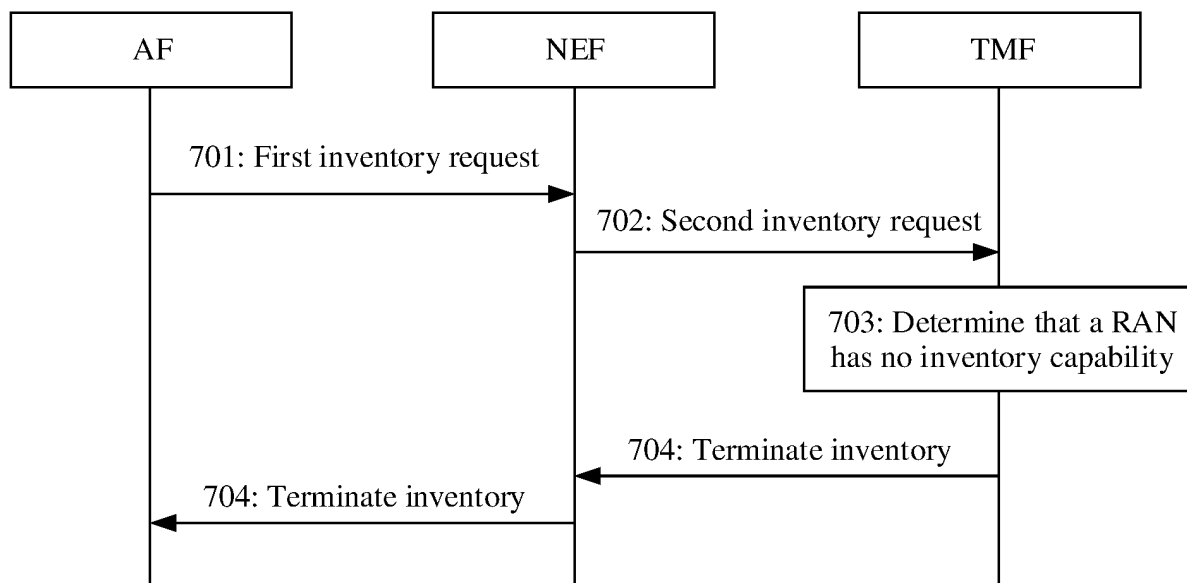 AF
NEF
TMF
701: First inventory request
702: Second inventory request
703: Determine that a RAN
has no inventory capability
704: Terminate inventory
704: Terminate inventory